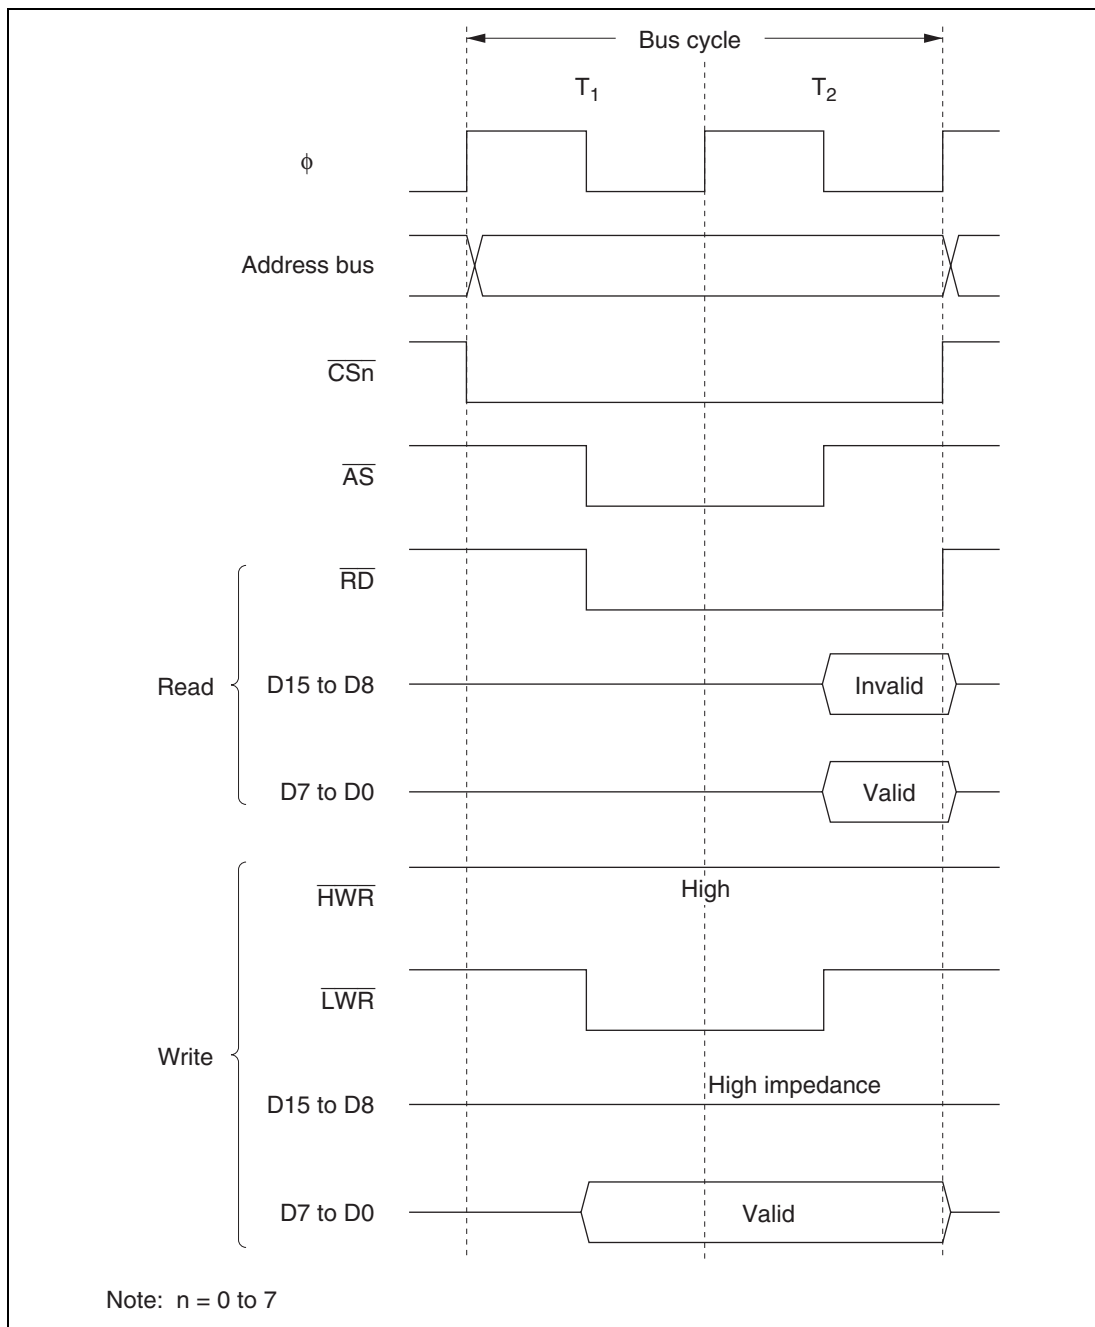 Bus cycle
T1 T2
ϕ
Address bus
CSn
AS
RD
Read
D15 to D8 Invalid
D7 to D0 Valid
HWR High
LWR
Write
High impedance
D15 to D8
D7 to D0 Valid
Note: n = 0 to 7